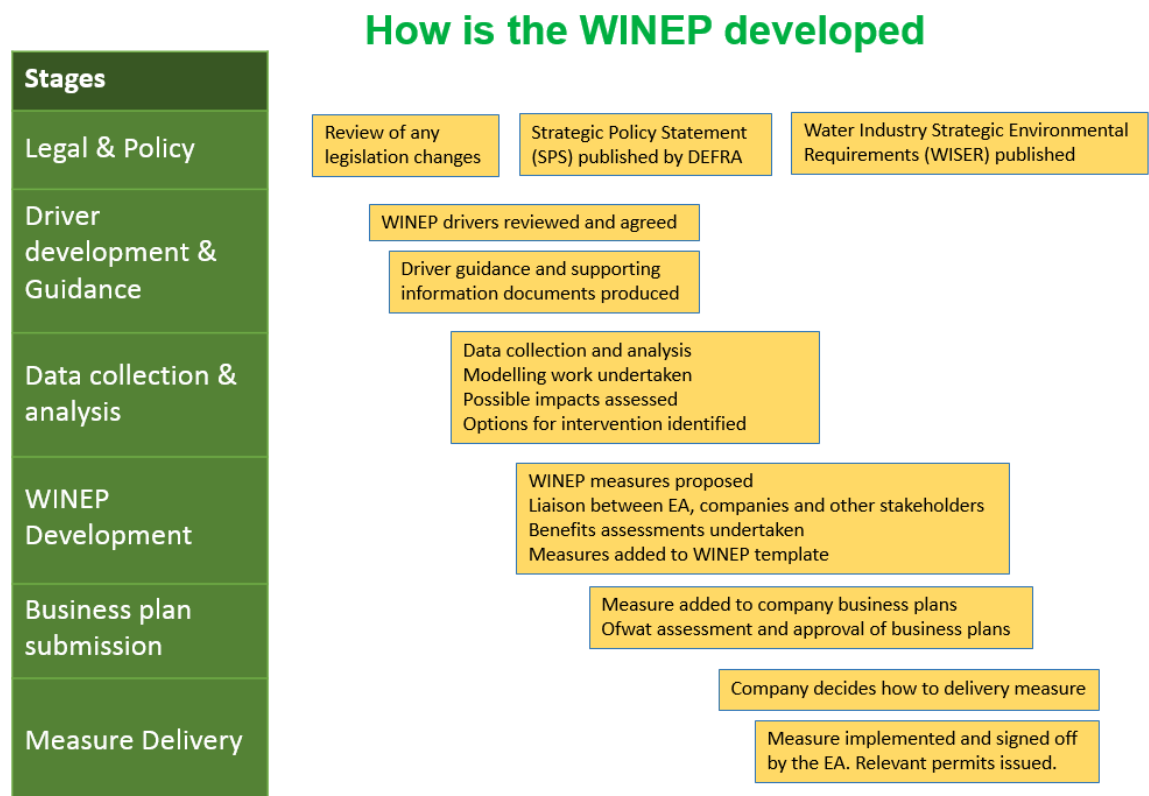 How is the WINEP developed
Stages
Legal & Policy
Review of any
legislation changes
Strategic Policy Statement
(SPS) published by DEFRA
Water Industry Strategic Environmental
Requirements (WISER) published
Driver
development &
Guidance
WINEP drivers reviewed and agreed
Driver guidance and supporting
information documents produced
Data collection &
analysis
Data collection and analysis
Modelling work undertaken
Possible impacts assessed
Options for intervention identified
WINEP
Development
WINEP measures proposed
Liaison between EA, companies and other stakeholders
Benefits assessments undertaken
Measures added to WINEP template
Business plan
submission
Measure added to company business plans
Ofwat assessment and approval of business plans
Measure Delivery
Company decides how to delivery measure
Measure implemented and signed off
by the EA. Relevant permits issued.